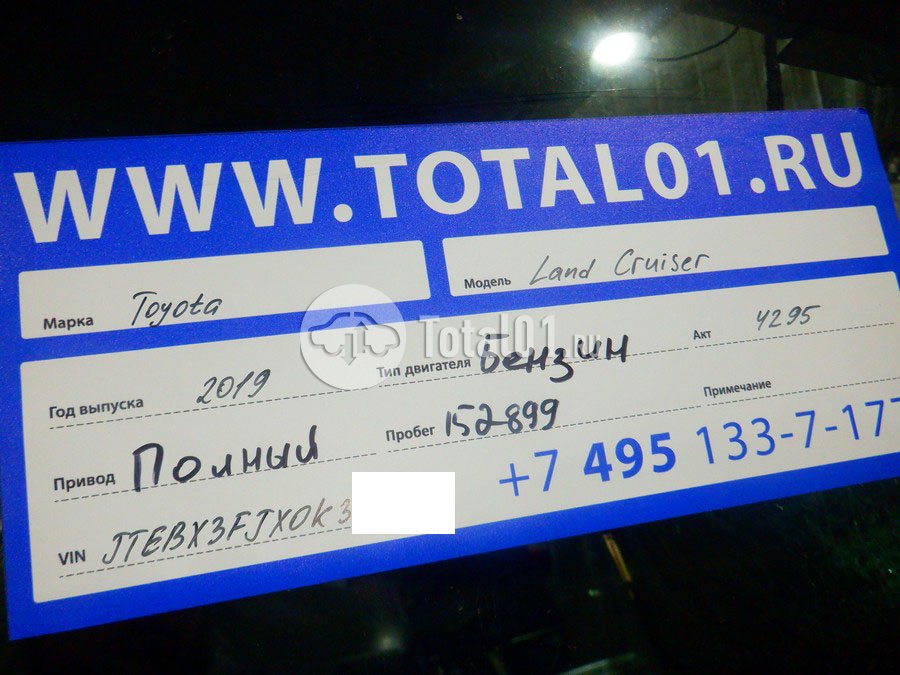 WWW.TOTAL01.RU
Марка Toyota
Модель Land Cruiser
Total01.ru
Год выпуска 2019
Тип двигателя Бензин
Акт 4295
Привод Полный
Пробег 152899
Примечание
VIN JTEBX3FJX0K3
+7 495 133-7-177